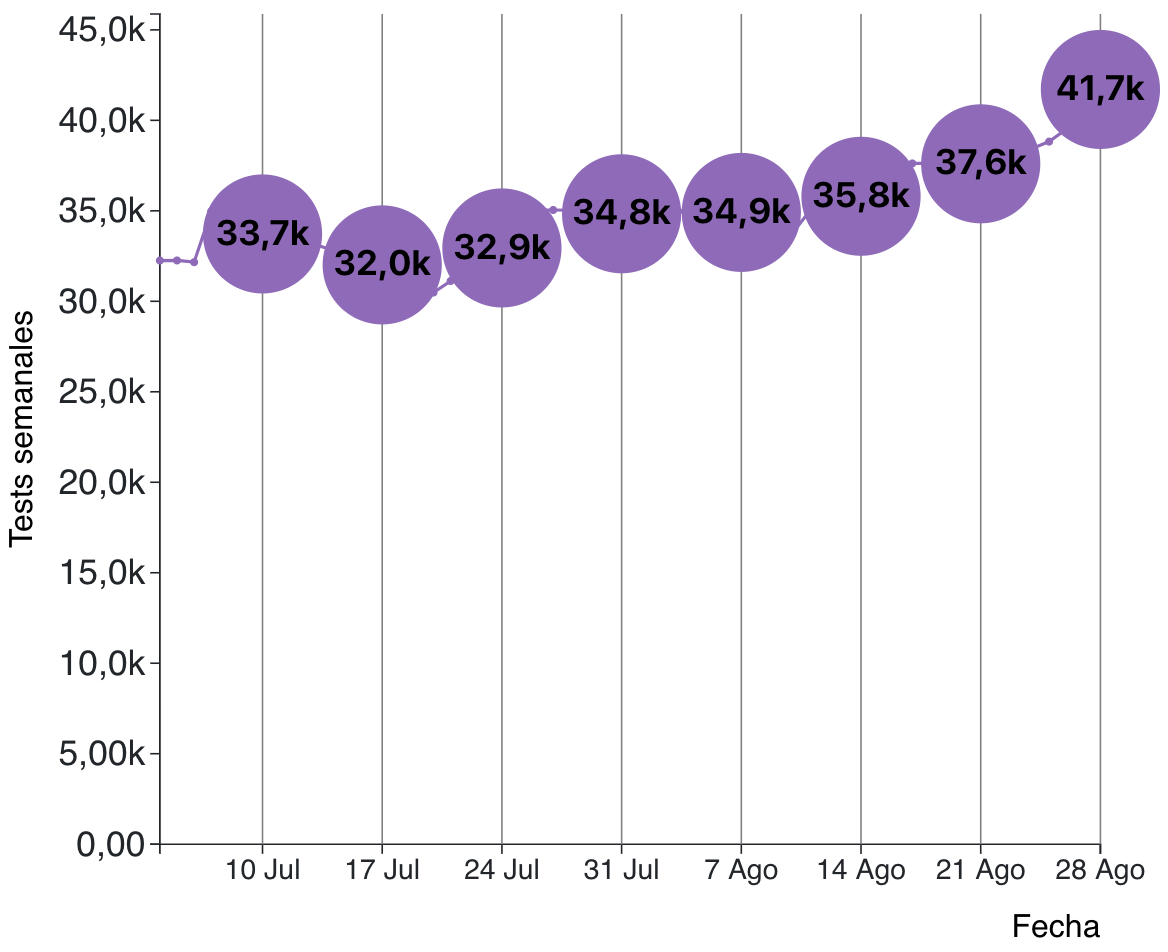 45,0k
40,0k
35,0k
30,0k
25,0k
20,0k
15,0k
10,0k
5,00k
0,00
Tests semanales
33,7k
32,0k
32,9k
34,8k
34,9k
35,8k
37,6k
41,7k
10 Jul
17 Jul
24 Jul
31 Jul
7 Ago
14 Ago
21 Ago
28 Ago
Fecha